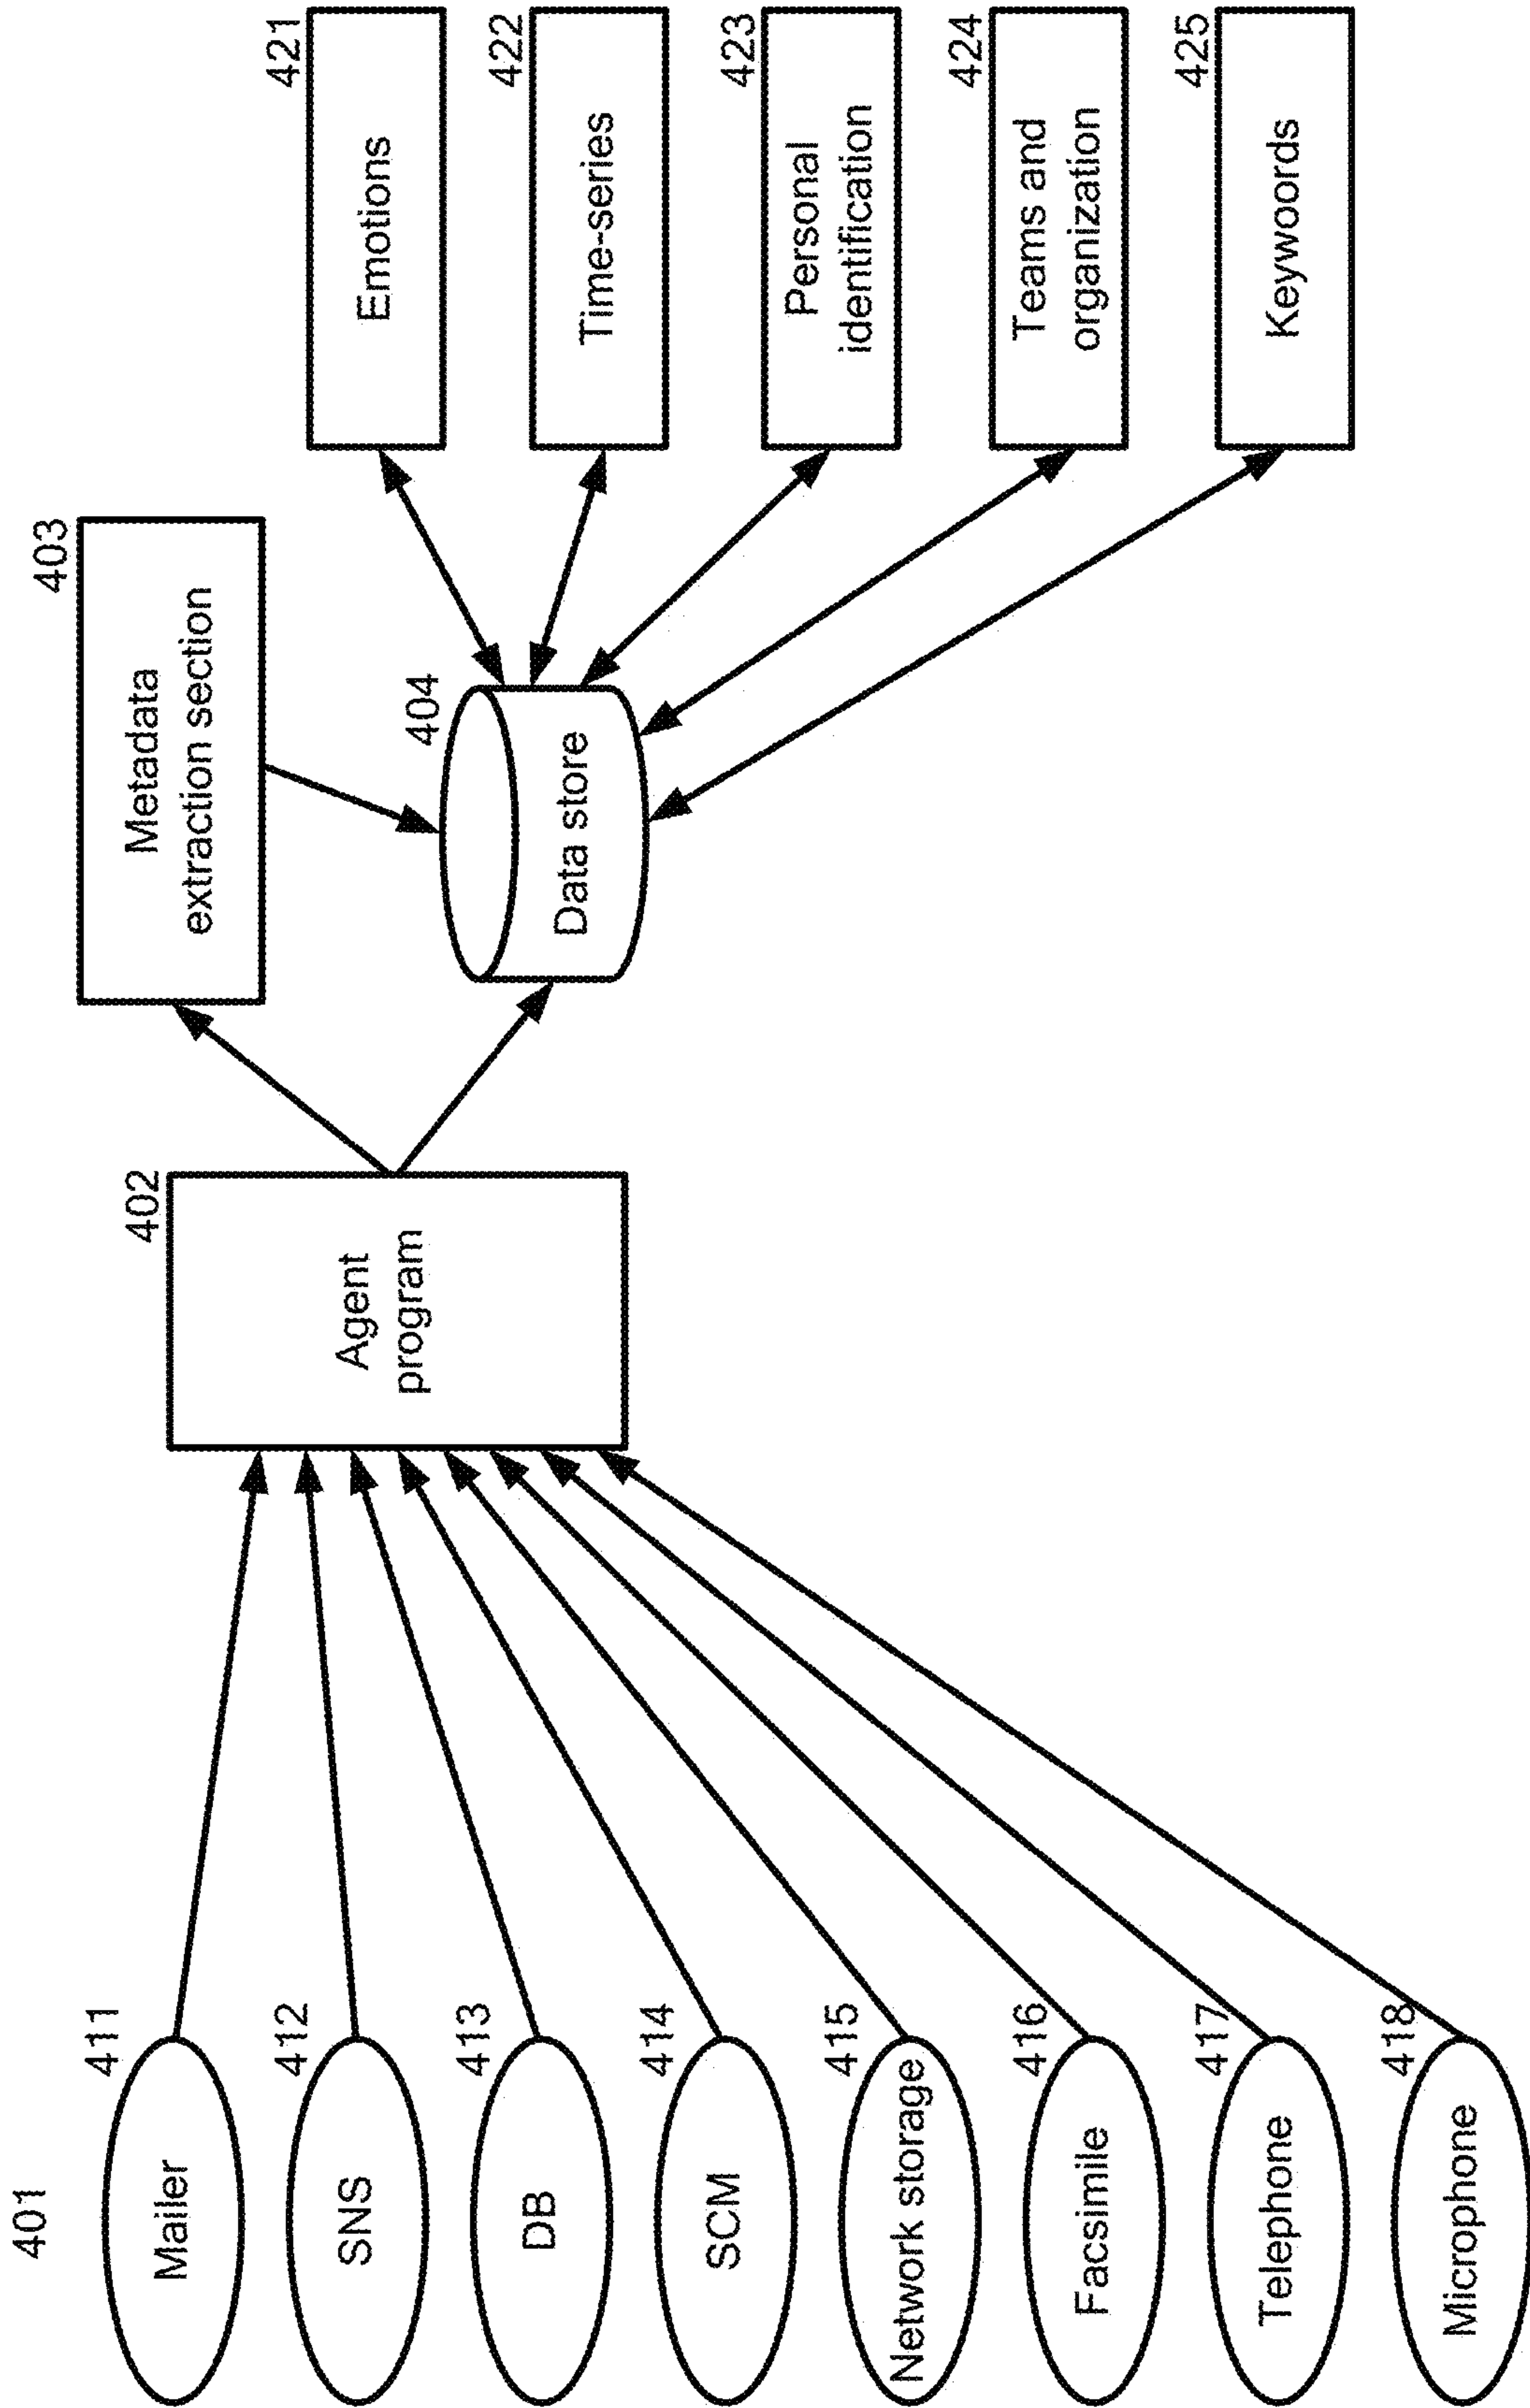 401
411
Mailer
412
SNS
413
DB
414
SCM
415
Network storage
416
Facsimile
417
Telephone
418
Microphone
402
Agent
program
403
Metadata
extraction section
404
Data store
421
Emotions
422
Time-series
423
Personal
identification
424
Teams and
organization
425
Keywords